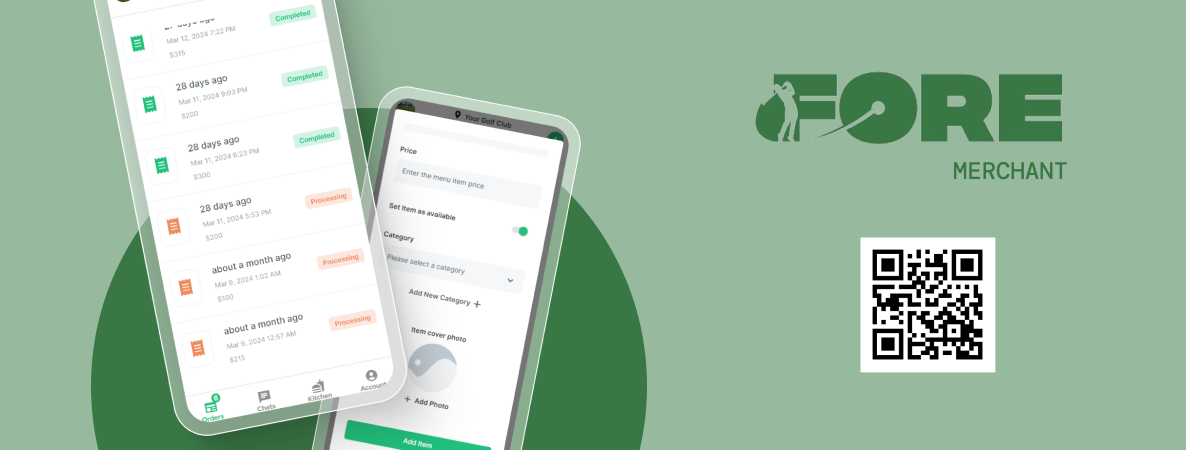 days ago
Mar 12, 2024 7:22 PM
$315
Completed
28 days ago
Mar 11, 2024 9:03 PM
$200
Completed
28 days ago
Mar 11, 2024 6:23 PM
$300
Completed
28 days ago
Mar 11, 2024 5:53 PM
$200
Processing
about a month ago
Mar 9, 2024 1:02 AM
$100
Processing
about a month ago
Mar 9, 2024 12:57 AM
$215
Processing
6
Orders
Chats
Kitchen
Account
Your Golf Club
Price
Enter the menu item price
Set item as available
Category
Please select a category
Add New Category +
Item cover photo
+ Add Photo
Add Item
FORE
MERCHANT